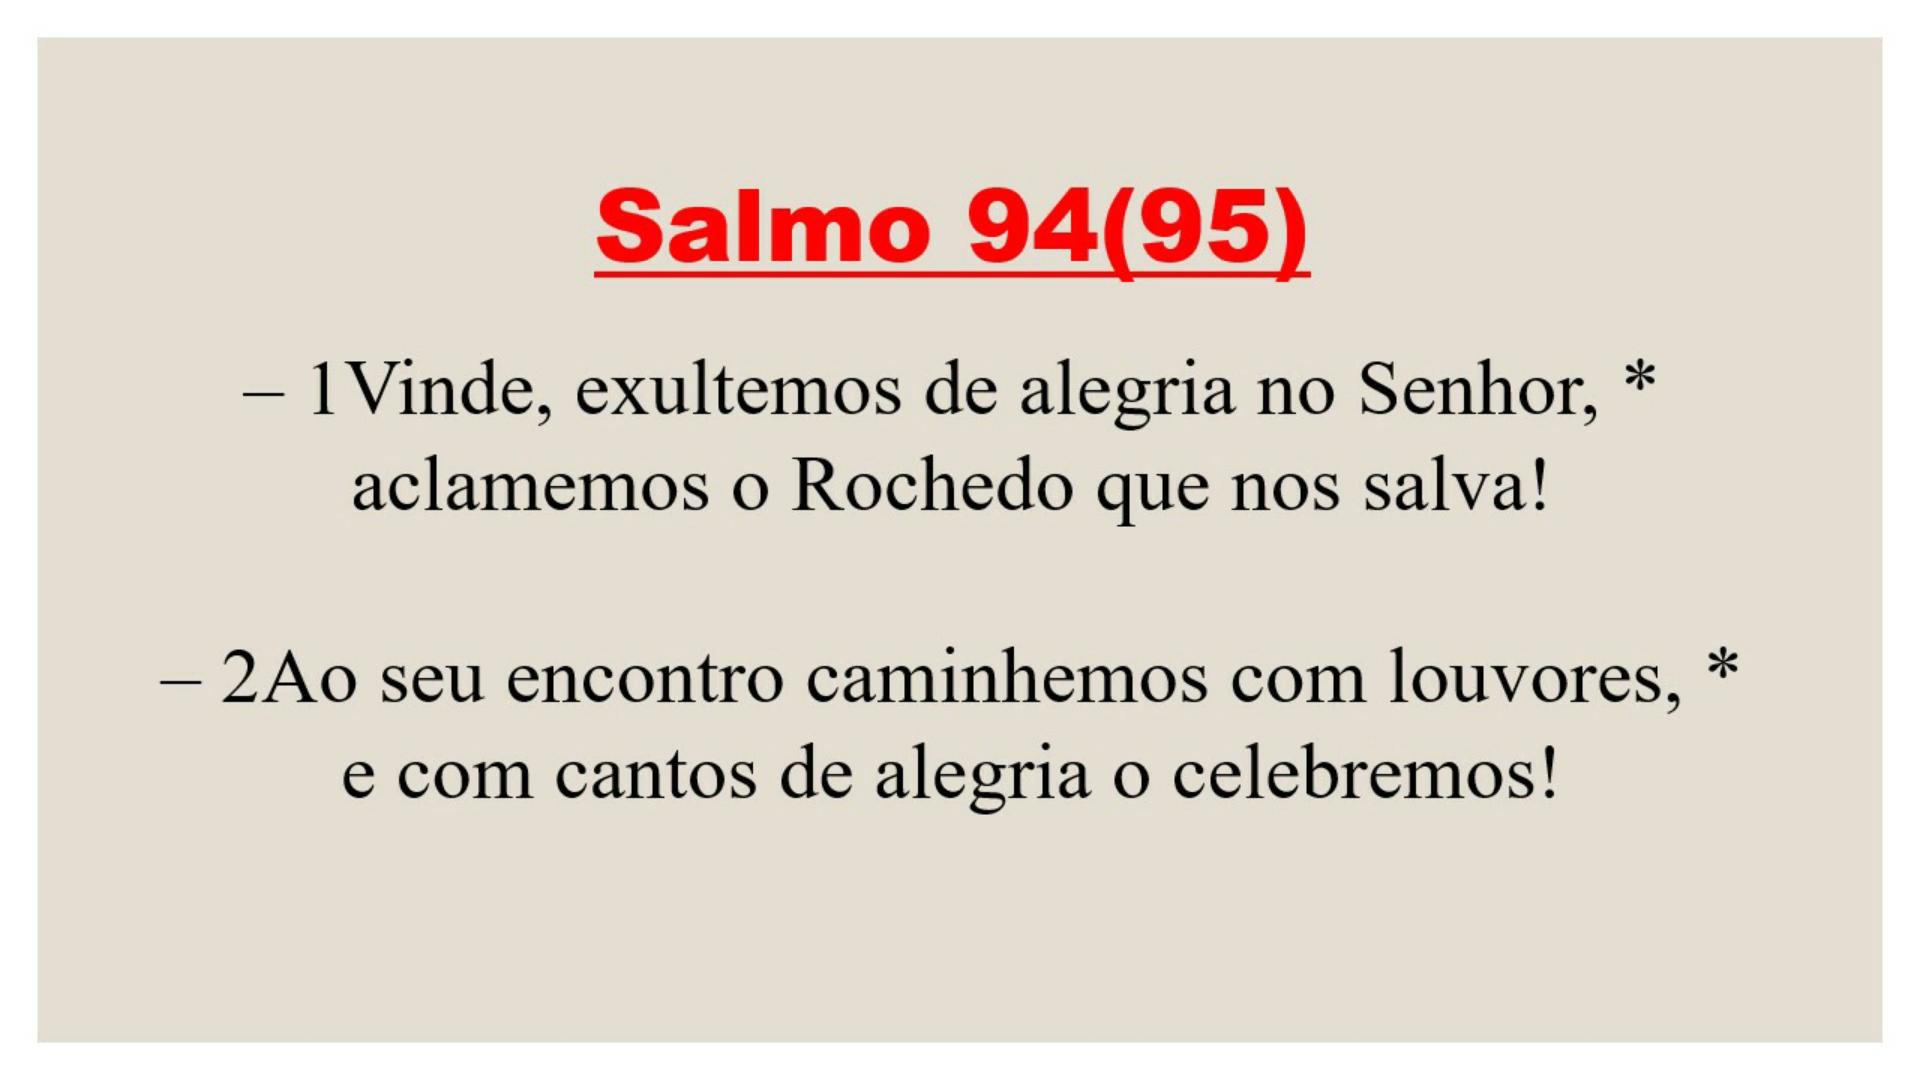 Salmo 94(95)
– 1Vinde, exultemos de alegria no Senhor, *
aclamemos o Rochedo que nos salva!
– 2Ao seu encontro caminhemos com louvores, *
e com cantos de alegria o celebremos!